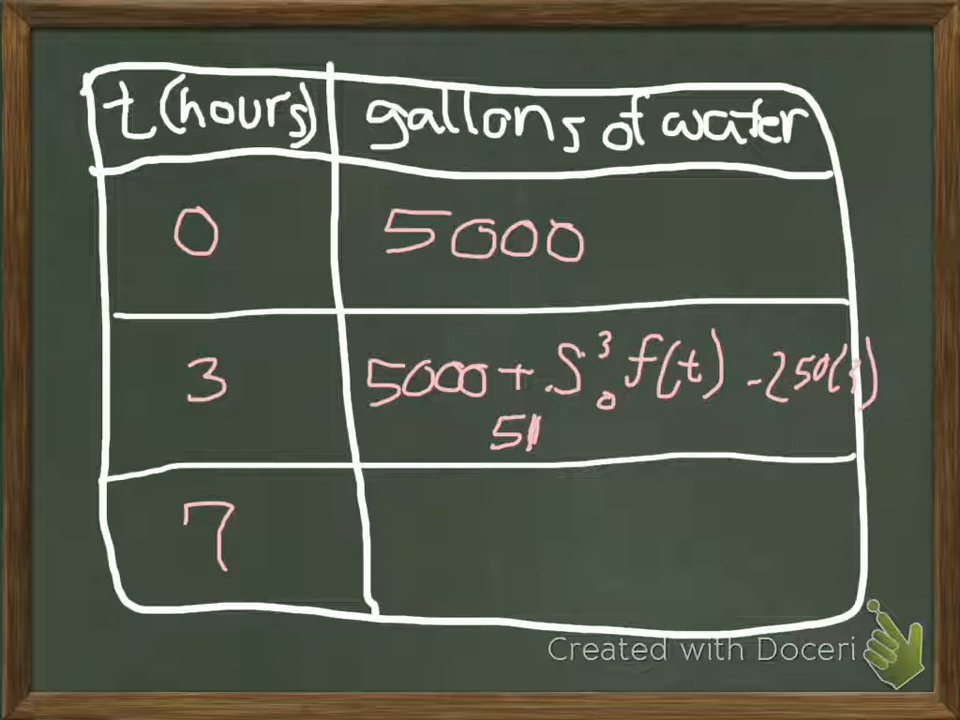 t(hours) gallons of water
0 5000
3 5000+ ∫₀³ f(t) -250(3)
51
7
Created with Doceri